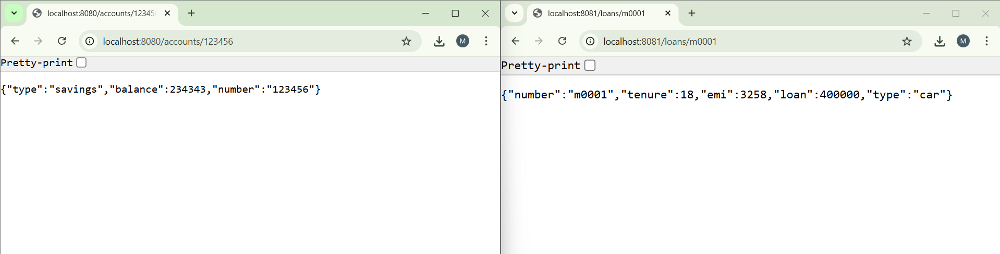 localhost:8080/accounts/12345
localhost:8080/accounts/123456
M
Pretty-print
{"type":"savings","balance":234343,"number":"123456"}
localhost:8081/loans/m0001
localhost:8081/loans/m0001
M
Pretty-print
{"number":"m0001","tenure":18,"emi":3258,"loan":400000,"type":"car"}